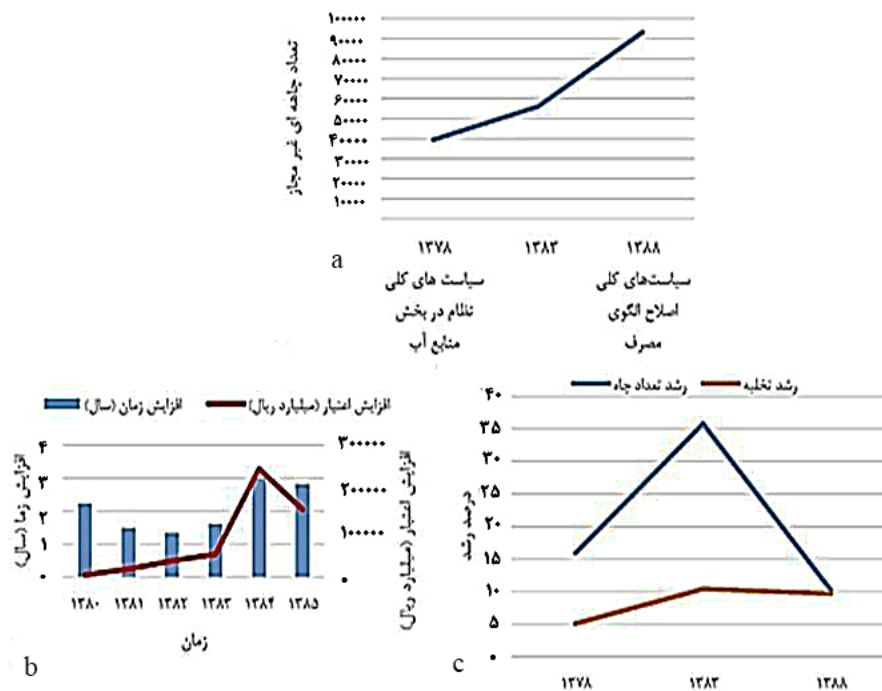 ۱۰۰۰۰۰
۹۰۰۰۰
۸۰۰۰۰
۷۰۰۰۰
۶۰۰۰۰
۵۰۰۰۰
۴۰۰۰۰
۳۰۰۰۰
۲۰۰۰۰
۱۰۰۰۰
تعداد چاهه ای غیر مجاز
۱۳۷۸ ۱۳۸۳ ۱۳۸۸
a
سیاست های کلی
نظام در بخش
منابع آب
سیاست‌های کلی
اصلاح الگوی
مصرف
افزایش زمان (سال) افزایش اعتبار (میلیارد ریال)
۴
۳
۲
۱
۰
افزایش زما (سال)
۳۰۰۰۰۰
۲۰۰۰۰۰
۱۰۰۰۰۰
۰
افزایش اعتبار (میلیارد ریال)
۱۳۸۰ ۱۳۸۱ ۱۳۸۲ ۱۳۸۳ ۱۳۸۴ ۱۳۸۵
زمان
b
رشد تعداد چاه رشد تخلیه
۴۰
۳۵
۳۰
۲۵
۲۰
۱۵
۱۰
۵
۰
درصد رشد
۱۳۷۸ ۱۳۸۳ ۱۳۸۸
c